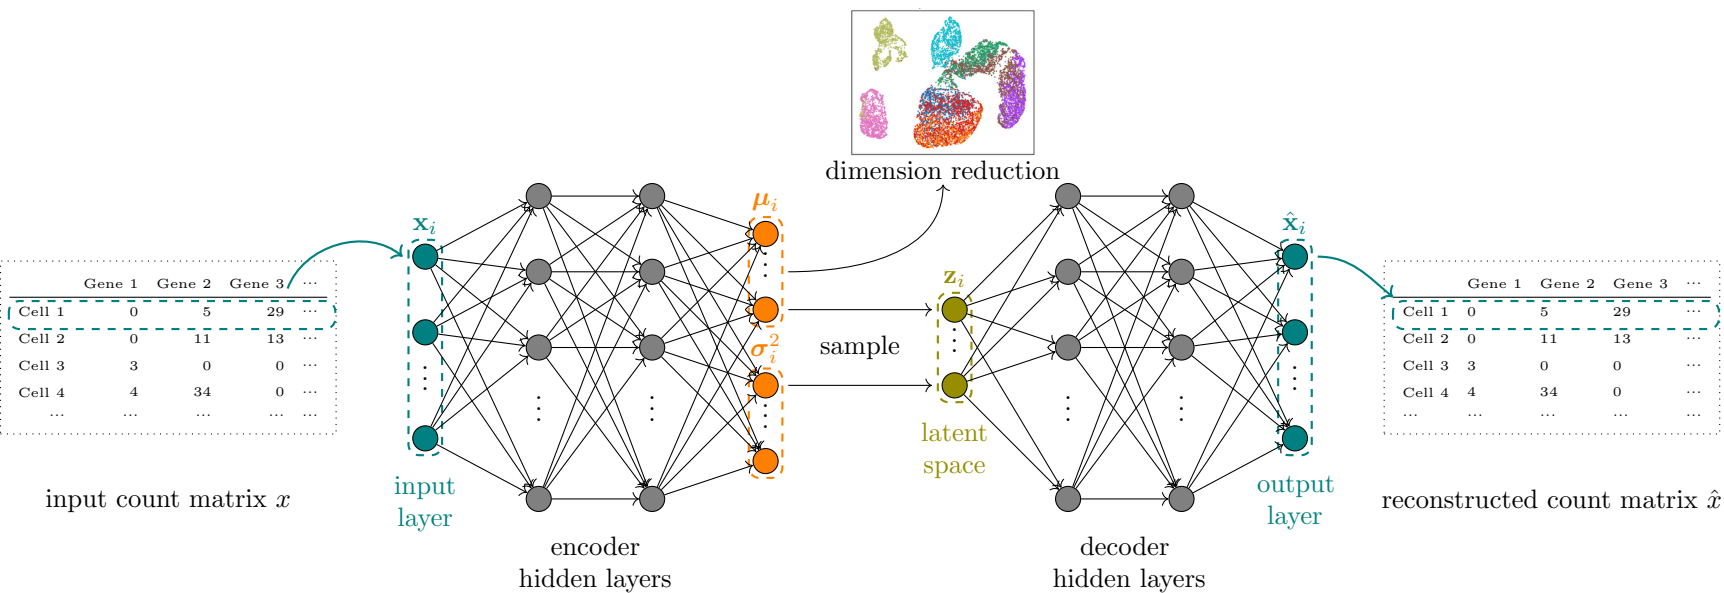 dimension reduction
Gene 1 Gene 2 Gene 3 ···
Cell 1 0 5 29 ···
Cell 2 0 11 13 ···
Cell 3 3 0 0 ···
Cell 4 4 34 0 ···
··· ··· ··· ··· ···
input count matrix x
𝐱ᵢ
⋮
input
layer
⋮ ⋮
encoder
hidden layers
𝝁ᵢ
⋮
𝝈ᵢ²
⋮
sample
𝐳ᵢ
⋮
latent
space
⋮ ⋮
decoder
hidden layers
𝐱̂ᵢ
⋮
output
layer
Gene 1 Gene 2 Gene 3 ···
Cell 1 0 5 29 ···
Cell 2 0 11 13 ···
Cell 3 3 0 0 ···
Cell 4 4 34 0 ···
··· ··· ··· ··· ···
reconstructed count matrix x̂